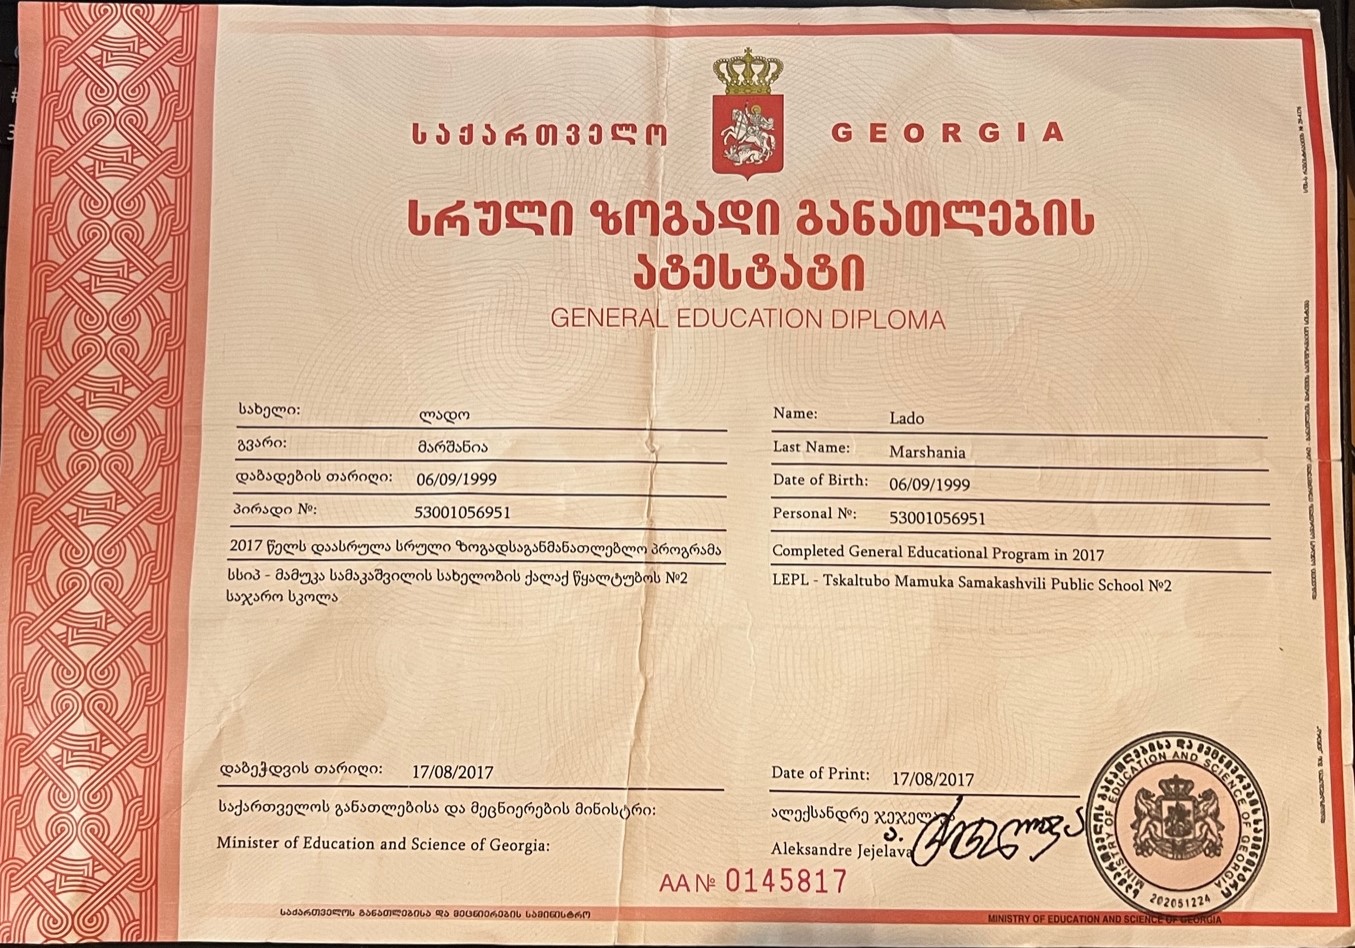 საქართველო GEORGIA
სრული ზოგადი განათლების
ატესტატი
GENERAL EDUCATION DIPLOMA
სახელი: ლადო
გვარი: მარშანია
დაბადების თარიღი: 06/09/1999
პირადი №: 53001056951
2017 წელს დაასრულა სრული ზოგადსაგანმანათლებლო პროგრამა
სსიპ - მამუკა სამაკაშვილის სახელობის ქალაქ წყალტუბოს №2
საჯარო სკოლა
Name: Lado
Last Name: Marshania
Date of Birth: 06/09/1999
Personal №: 53001056951
Completed General Educational Program in 2017
LEPL - Tskaltubo Mamuka Samakashvili Public School №2
დაბეჭდვის თარიღი: 17/08/2017
საქართველოს განათლებისა და მეცნიერების მინისტრი:
Minister of Education and Science of Georgia:
Date of Print: 17/08/2017
ალექსანდრე
Aleksandre Jejelava
AA № 0145817
საქართველოს განათლებისა და მეცნიერების სამინისტრო
MINISTRY OF EDUCATION AND SCIENCE OF GEORGIA
საქართველოს განათლებისა და მეცნიერების სამინისტრო
MINISTRY OF EDUCATION AND SCIENCE OF GEORGIA
202051224